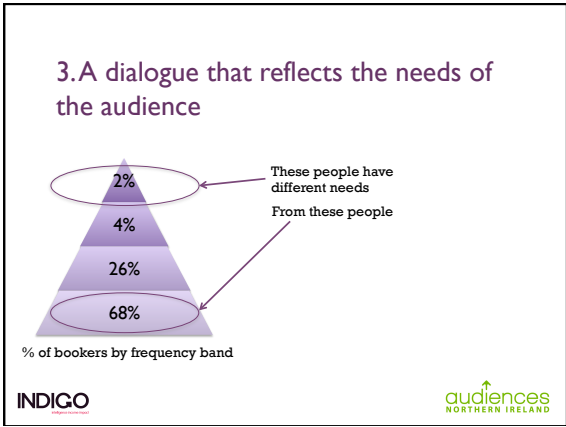 3. A dialogue that reflects the needs of
the audience
2%
These people have
different needs
From these people
4%
26%
68%
% of bookers by frequency band
INDIGO
audiences
NORTHERN IRELAND